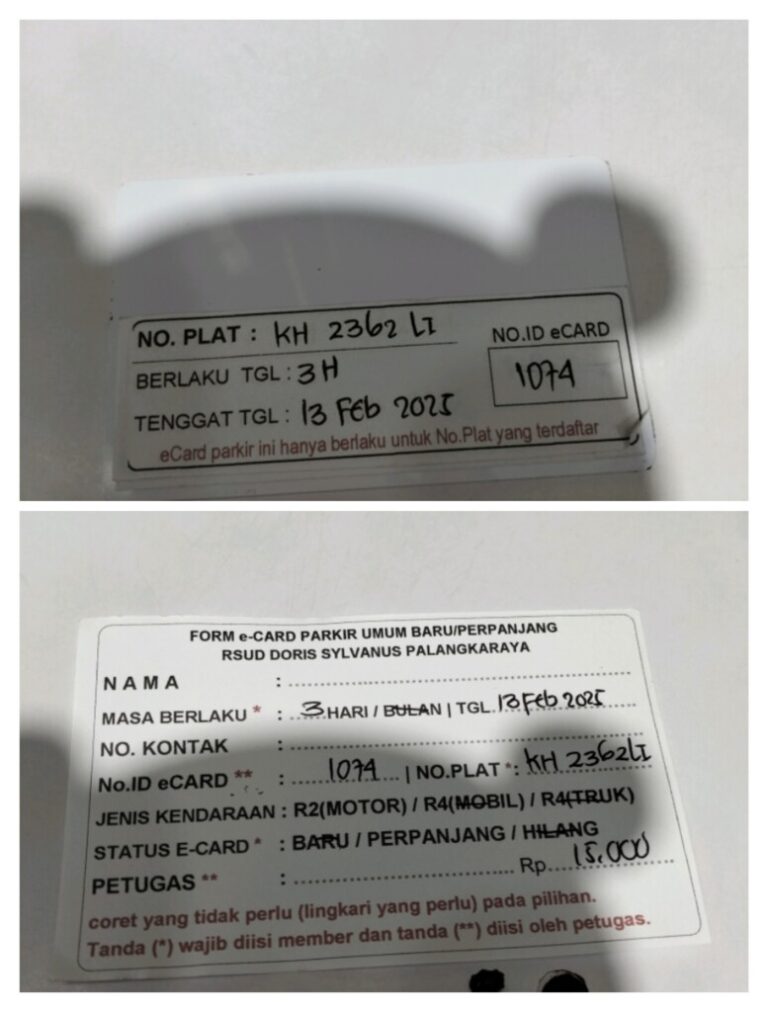 NO. PLAT : KH 2362 LI
NO.ID eCARD
BERLAKU TGL : 3 H
1074
TENGGAT TGL : 13 Feb 2025
eCard parkir ini hanya berlaku untuk No.Plat yang terdaftar
FORM e-CARD PARKIR UMUM BARU/PERPANJANG
RSUD DORIS SYLVANUS PALANGKARAYA
NAMA : ...............
MASA BERLAKU * : 3 HARI / BULAN | TGL 13 Feb 2025
NO. KONTAK : ...............
No.ID eCARD ** : 1074 | NO.PLAT * : KH 2362 LI
JENIS KENDARAAN : R2(MOTOR) / R4(MOBIL) / R4(TRUK)
STATUS E-CARD * : BARU / PERPANJANG / HILANG
PETUGAS ** : ............... Rp. 15.000
coret yang tidak perlu (lingkari yang perlu) pada pilihan.
Tanda (*) wajib diisi member dan tanda (**) diisi oleh petugas.